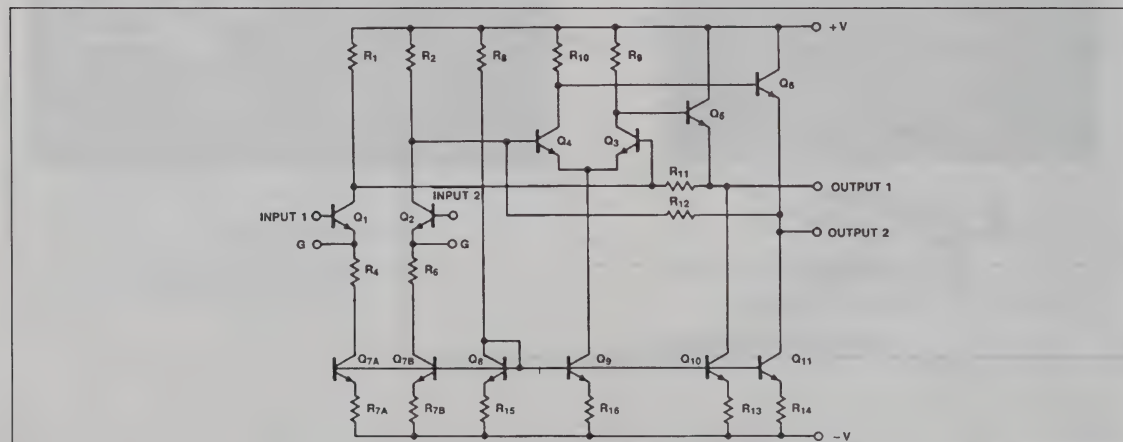 +V
R1 R2 R8 R10 R9
Q6
Q5
Q4 Q3
R11 OUTPUT 1
INPUT 1 Q1 Q2 INPUT 2
R12
G G OUTPUT 2
R4 R5
Q7A Q7B Q8 Q9 Q10 Q11
R7A R7B R15 R16 R13 R14
-V